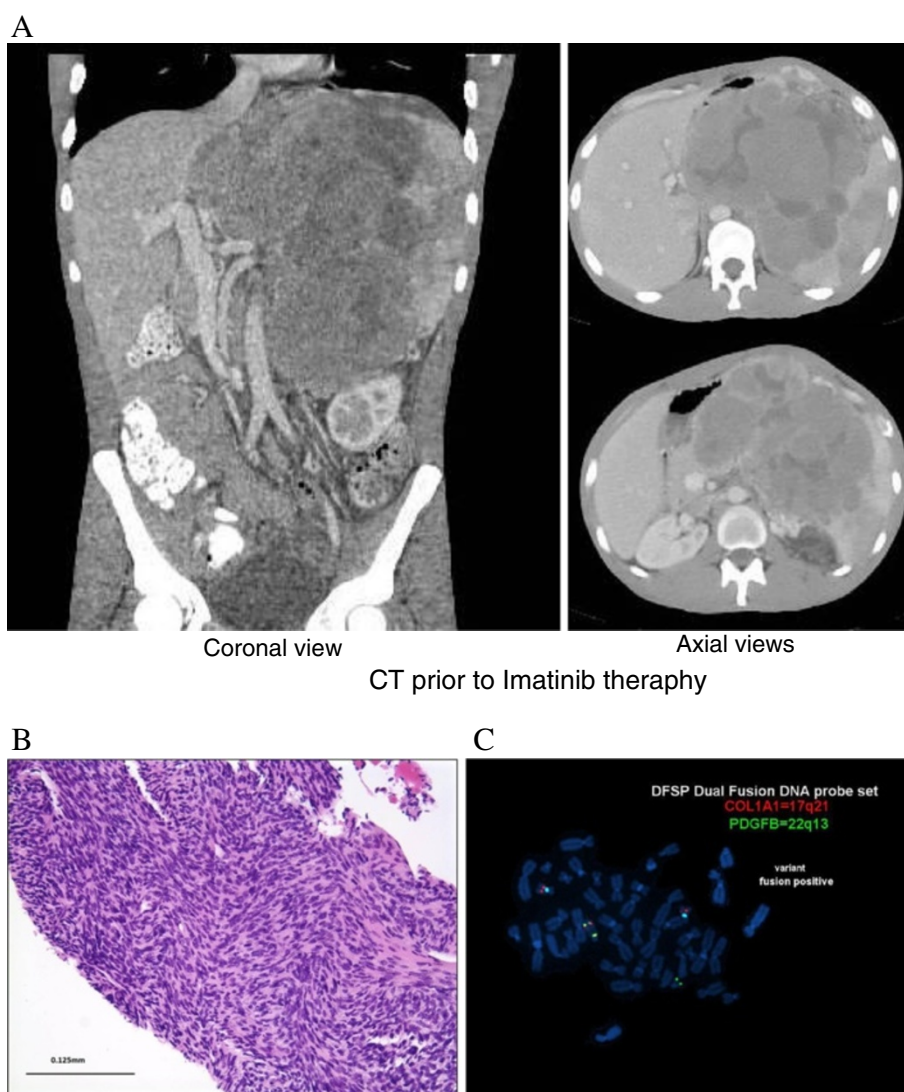 A
Coronal view
Axial views
CT prior to Imatinib theraphy
B
C
0.125mm
DFSP Dual Fusion DNA probe set
COL1A1=17q21
PDGFB=22q13
variant
fusion positive